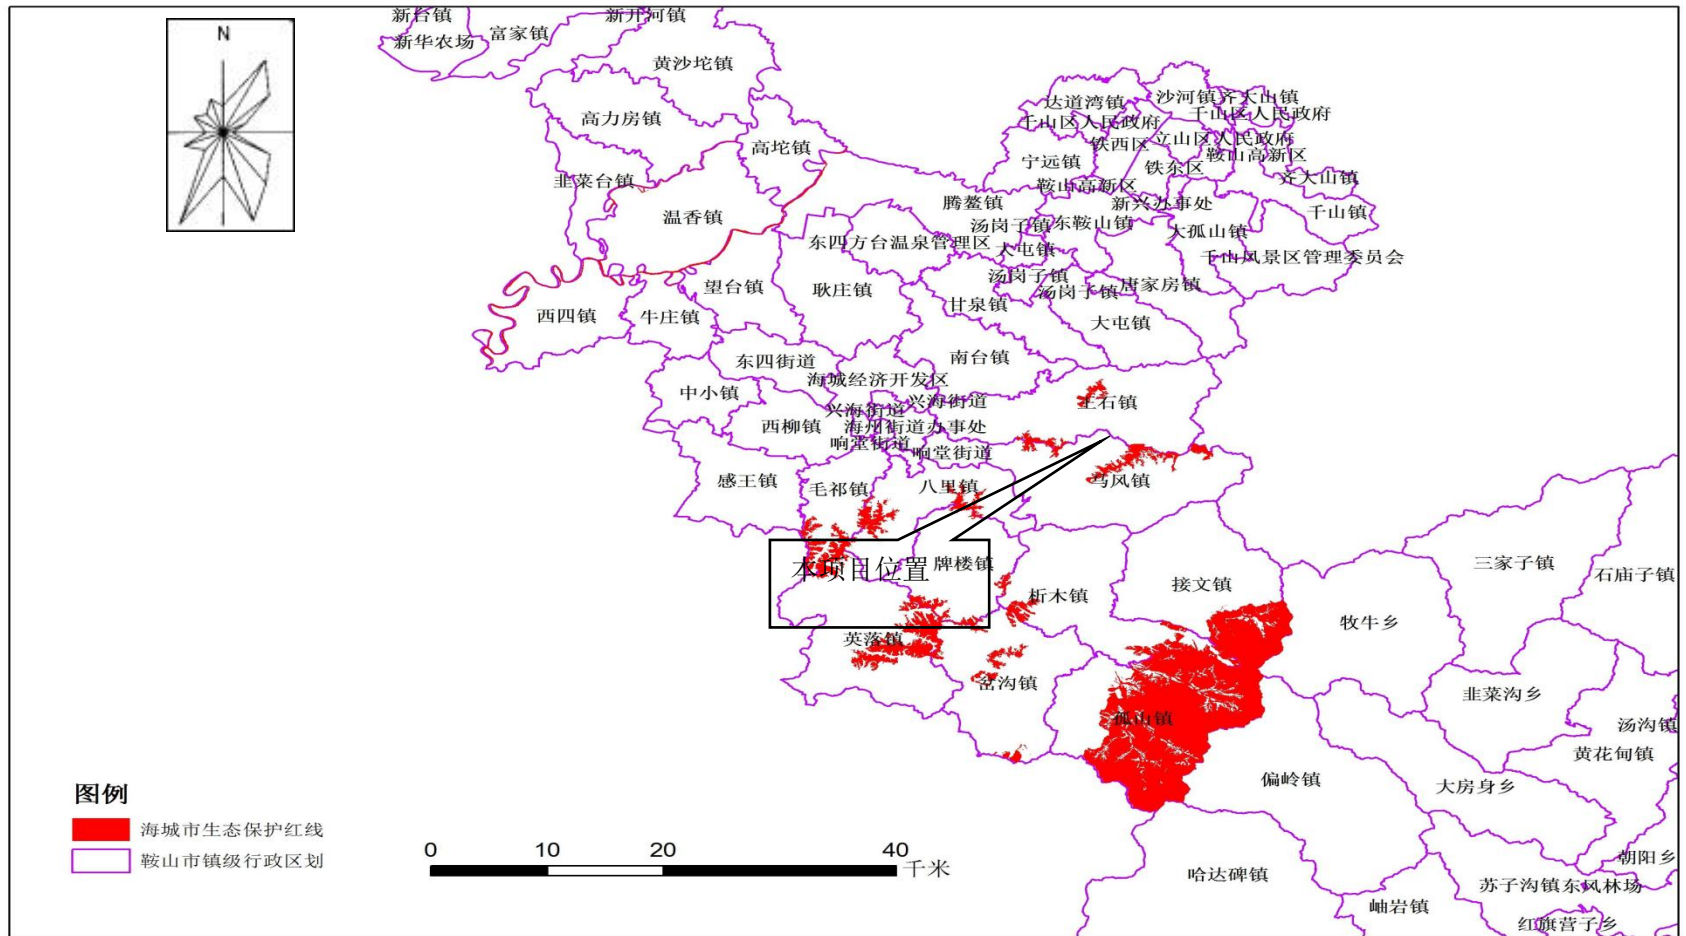 新台镇
新开河镇
富家镇
新华农场
N
黄沙坨镇
高力房镇
达道湾镇
沙河镇
齐大山镇
千山区人民政府
千山区人民政府
铁西区
立山区人民政府
高坨镇
宁远镇
铁东区
鞍山高新区
韭菜台镇
鞍山高新区
齐大山镇
腾鳌镇
新兴办事处
千山镇
温香镇
汤岗子镇
东鞍山镇
大孤山镇
东四方台温泉管理区
大屯镇
千山风景区管理委员会
望台镇
耿庄镇
汤岗子镇
汤岗子镇
唐家房镇
甘泉镇
西四镇
牛庄镇
大屯镇
东四街道
南台镇
海城经济开发区
中小镇
兴海街道
兴海街道
王石镇
西柳镇
海州街道办事处
响堂街道
响堂街道
感王镇
毛祁镇
八里镇
马风镇
本项目位置
牌楼镇
析木镇
接文镇
三家子镇
石庙子镇
牧牛乡
英落镇
岔沟镇
孤山镇
韭菜沟乡
汤沟镇
黄花甸镇
偏岭镇
大房身乡
图例
海城市生态保护红线
鞍山市镇级行政区划
0 10 20 40
千米
哈达碑镇
朝阳乡
苏子沟镇
东风林场
岫岩镇
红旗营子乡